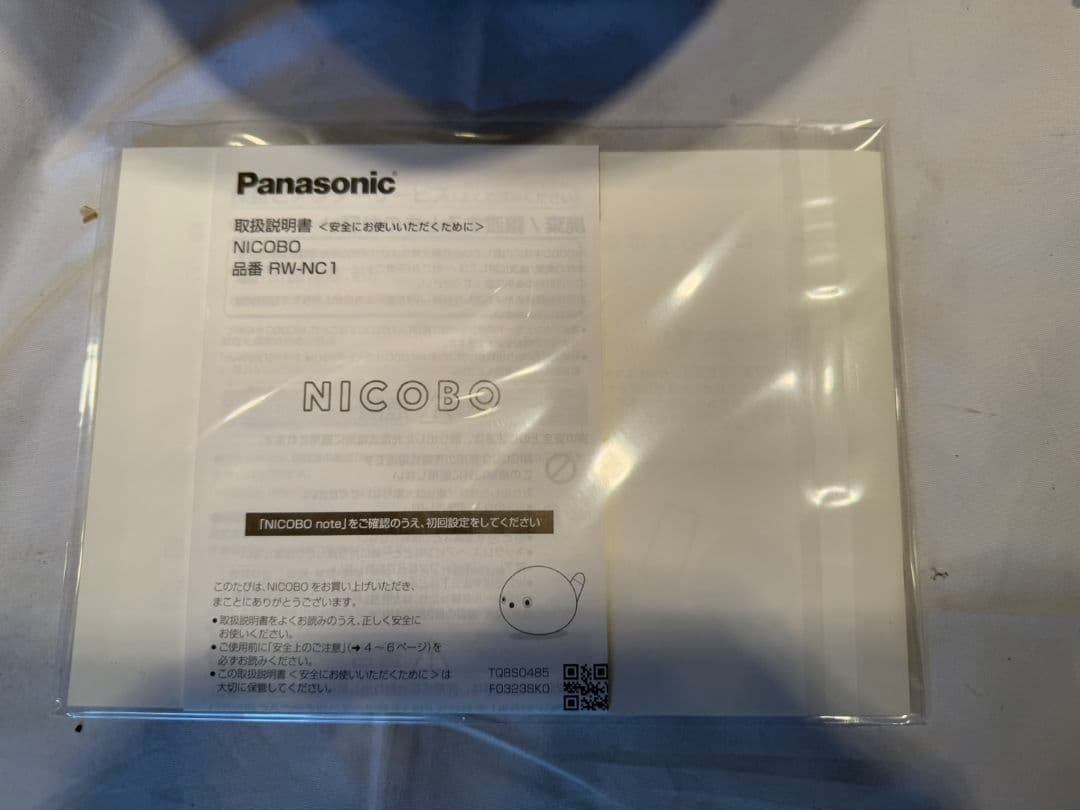 Panasonic
取扱説明書 <安全にお使いいただくために>
NICOBO
品番 RW-NC1
NICOBO
「NICOBO note」をご確認のうえ、初回設定をしてください
このたびは、NICOBO をお買い上げいただき、
まことにありがとうございます。
●取扱説明書をよくお読みのうえ、正しく安全に
お使いください。
●ご使用前に「安全上のご注意」(➔ 4～6ページ)を
必ずお読みください。
●この取扱説明書<安全にお使いいただくために>は
大切に保管してください。
TQ8S0485
F0323SK0